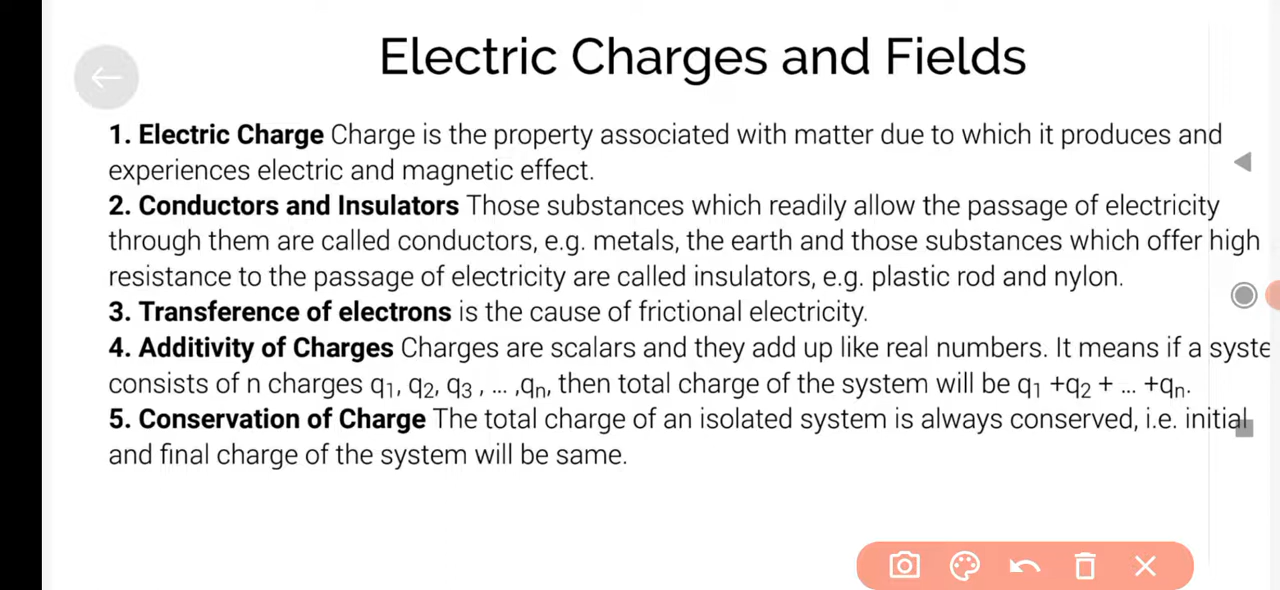 Electric Charges and Fields
1. Electric Charge Charge is the property associated with matter due to which it produces and
experiences electric and magnetic effect.
2. Conductors and Insulators Those substances which readily allow the passage of electricity
through them are called conductors, e.g. metals, the earth and those substances which offer high
resistance to the passage of electricity are called insulators, e.g. plastic rod and nylon.
3. Transference of electrons is the cause of frictional electricity.
4. Additivity of Charges Charges are scalars and they add up like real numbers. It means if a syste
consists of n charges q₁, q₂, q₃ , ... ,qₙ, then total charge of the system will be q₁ +q₂ + ... +qₙ.
5. Conservation of Charge The total charge of an isolated system is always conserved, i.e. initial
and final charge of the system will be same.